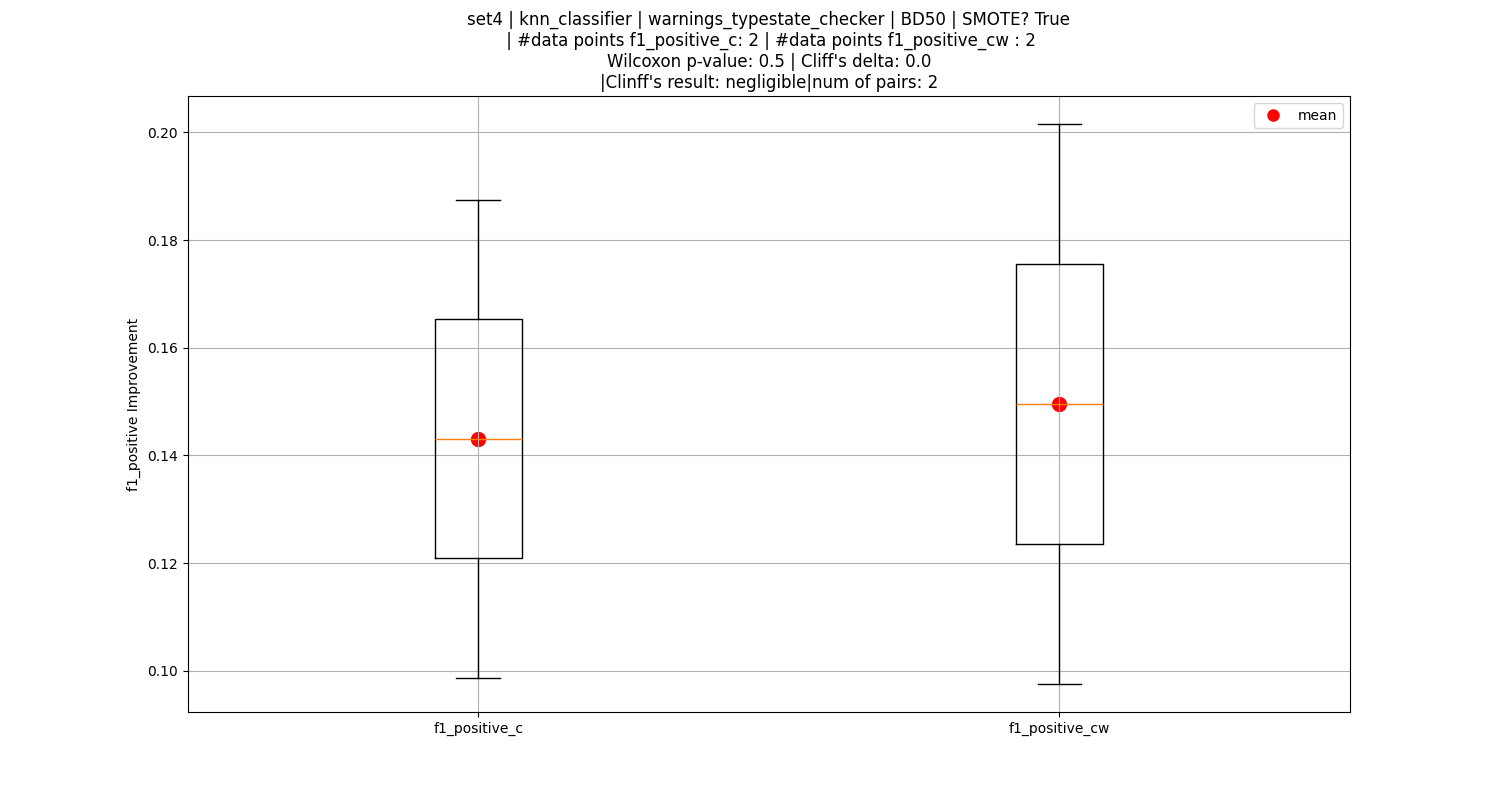 set4 | knn_classifier | warnings_typestate_checker | BD50 | SMOTE? True
| #data points f1_positive_c: 2 | #data points f1_positive_cw : 2
Wilcoxon p-value: 0.5 | Cliff's delta: 0.0
|Clinff's result: negligible|num of pairs: 2
mean
0.20
0.18
0.16
0.14
0.12
0.10
f1_positive Improvement
f1_positive_c
f1_positive_cw